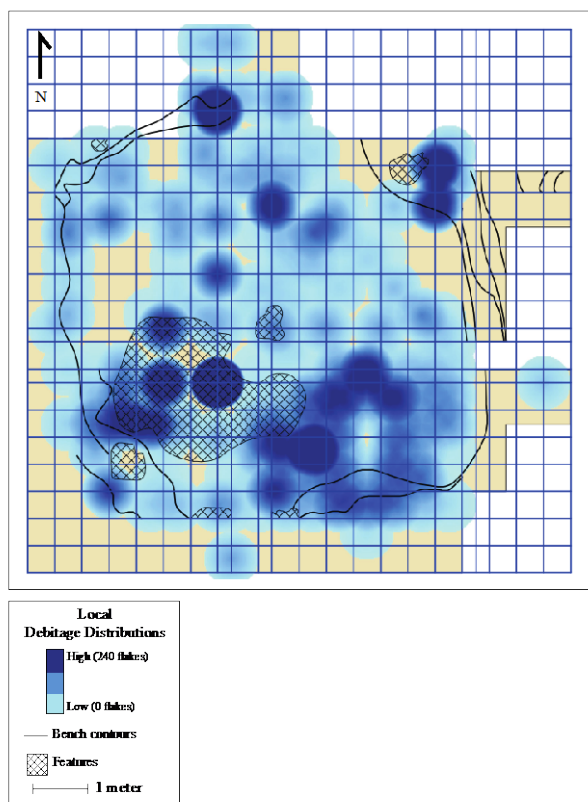 N
Local
Debitage Distributions
High (240 flakes)
Low (0 flakes)
Bench contours
Features
1 meter